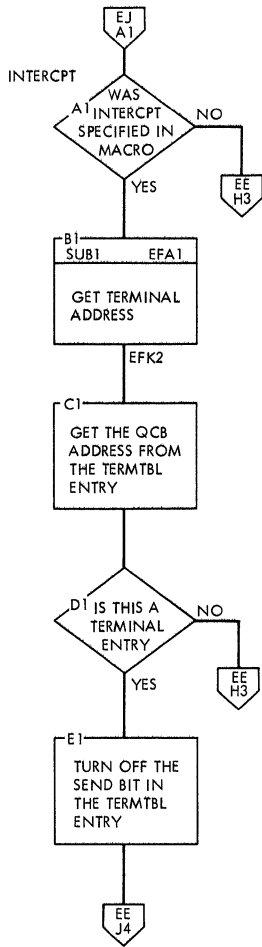 EJ
A1
INTERCPT
A1
WAS
INTERCPT
SPECIFIED IN
MACRO
NO
EE
H3
YES
B1
SUB1 EFA1
GET TERMINAL
ADDRESS
EFK2
C1
GET THE QCB
ADDRESS FROM
THE TERMTBL
ENTRY
D1
IS THIS A
TERMINAL
ENTRY
NO
EE
H3
YES
E1
TURN OFF THE
SEND BIT IN
THE TERMTBL
ENTRY
EE
J4